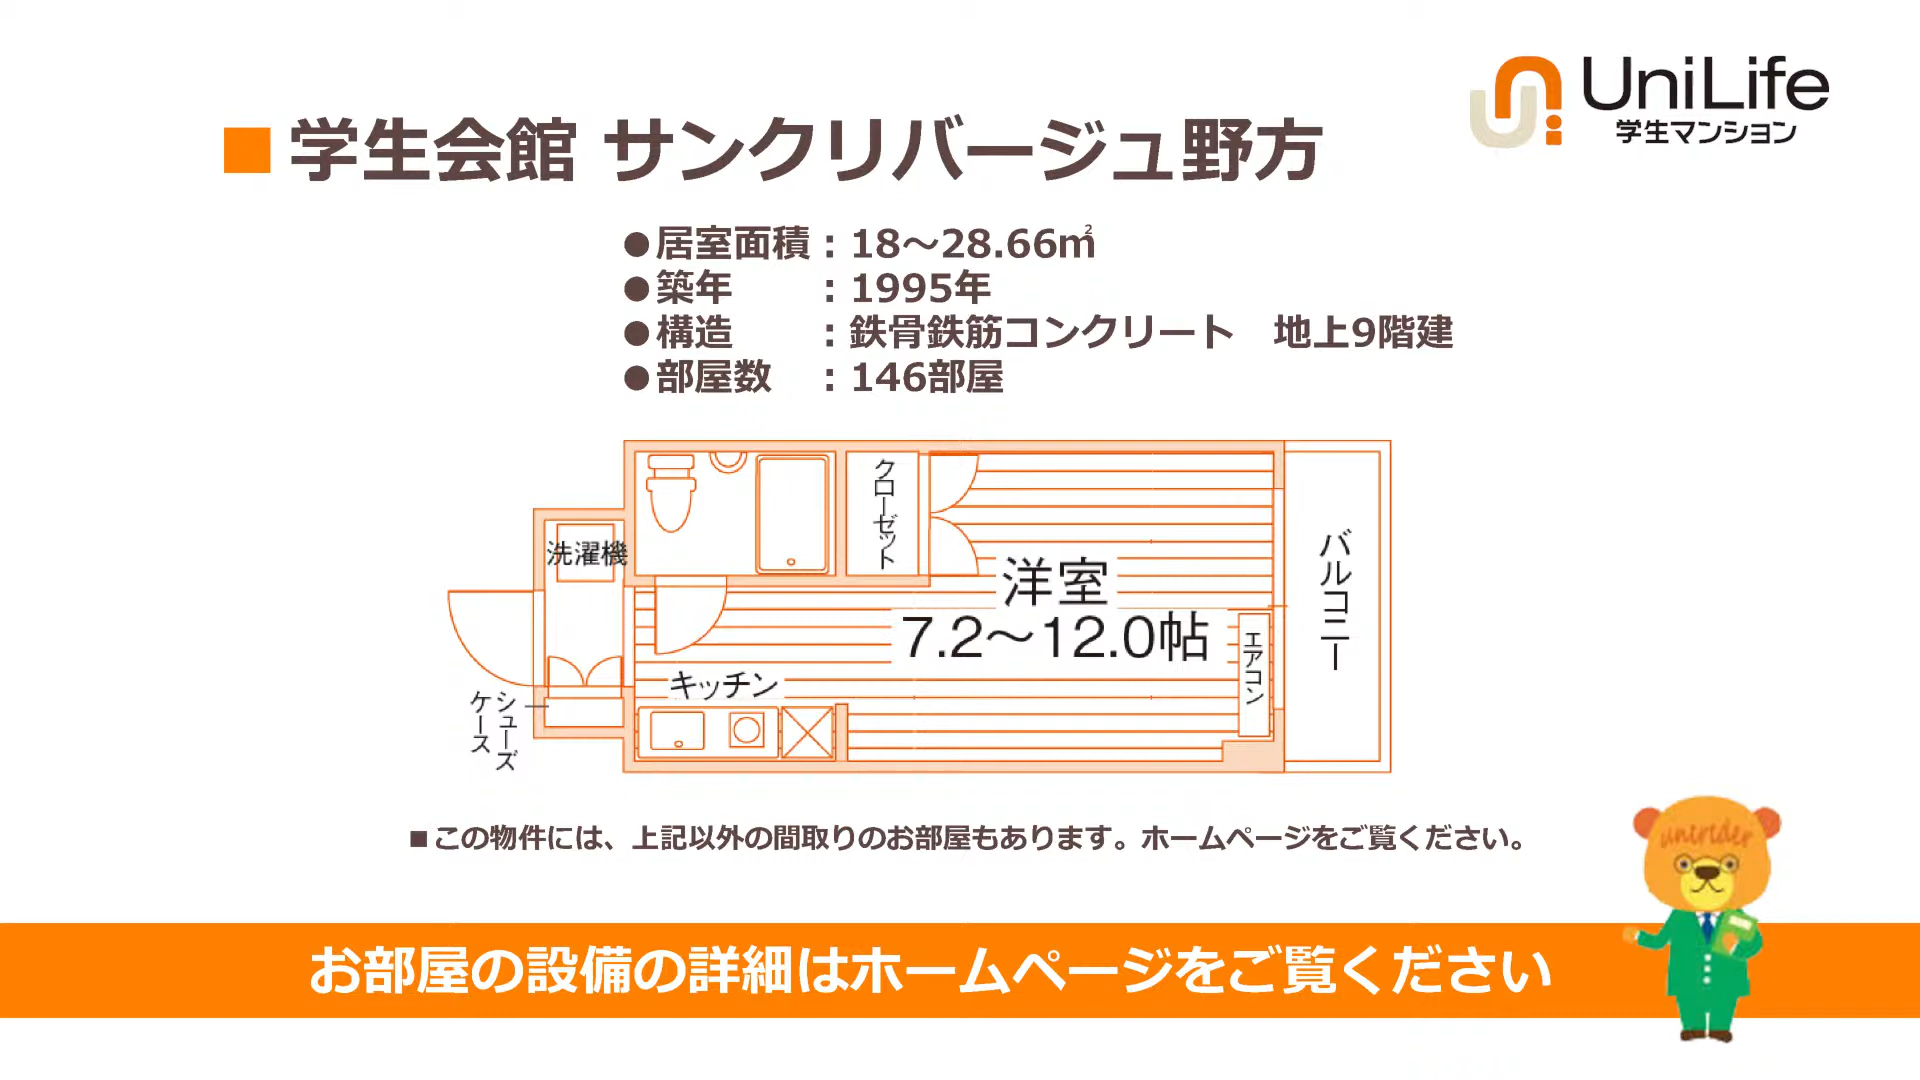 UniLife
学生マンション
■学生会館 サンクリバージュ野方
●居室面積：18～28.66㎡
●築年　　：1995年
●構造　　：鉄骨鉄筋コンクリート　地上9階建
●部屋数　：146部屋
クローゼット
洗濯機
洋室
7.2～12.0帖
バルコニー
エアコン
キッチン
シューズ
ケース
■この物件には、上記以外の間取りのお部屋もあります。ホームページをご覧ください。
unirider
お部屋の設備の詳細はホームページをご覧ください